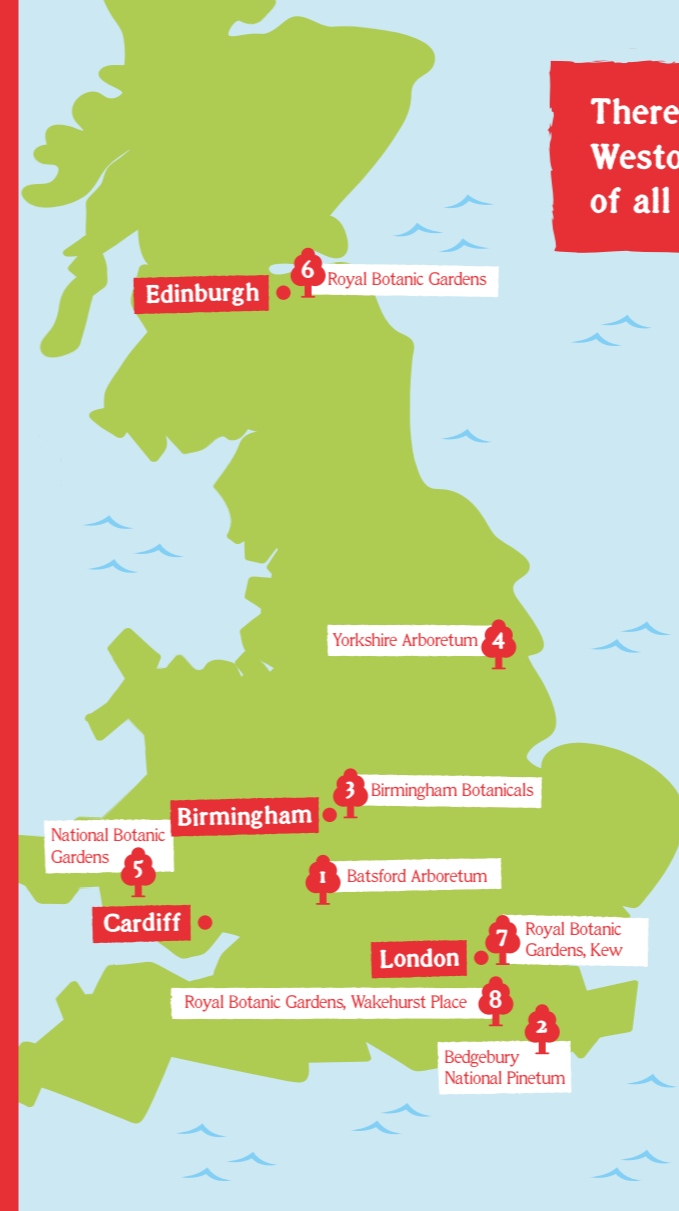 There
Westo
of all
6
Royal Botanic Gardens
Edinburgh
Yorkshire Arboretum
4
3
Birmingham Botanicals
Birmingham
National Botanic
Gardens
5
1
Batsford Arboretum
Cardiff
7
Royal Botanic
Gardens, Kew
London
Royal Botanic Gardens, Wakehurst Place
8
2
Bedgebury
National Pinetum